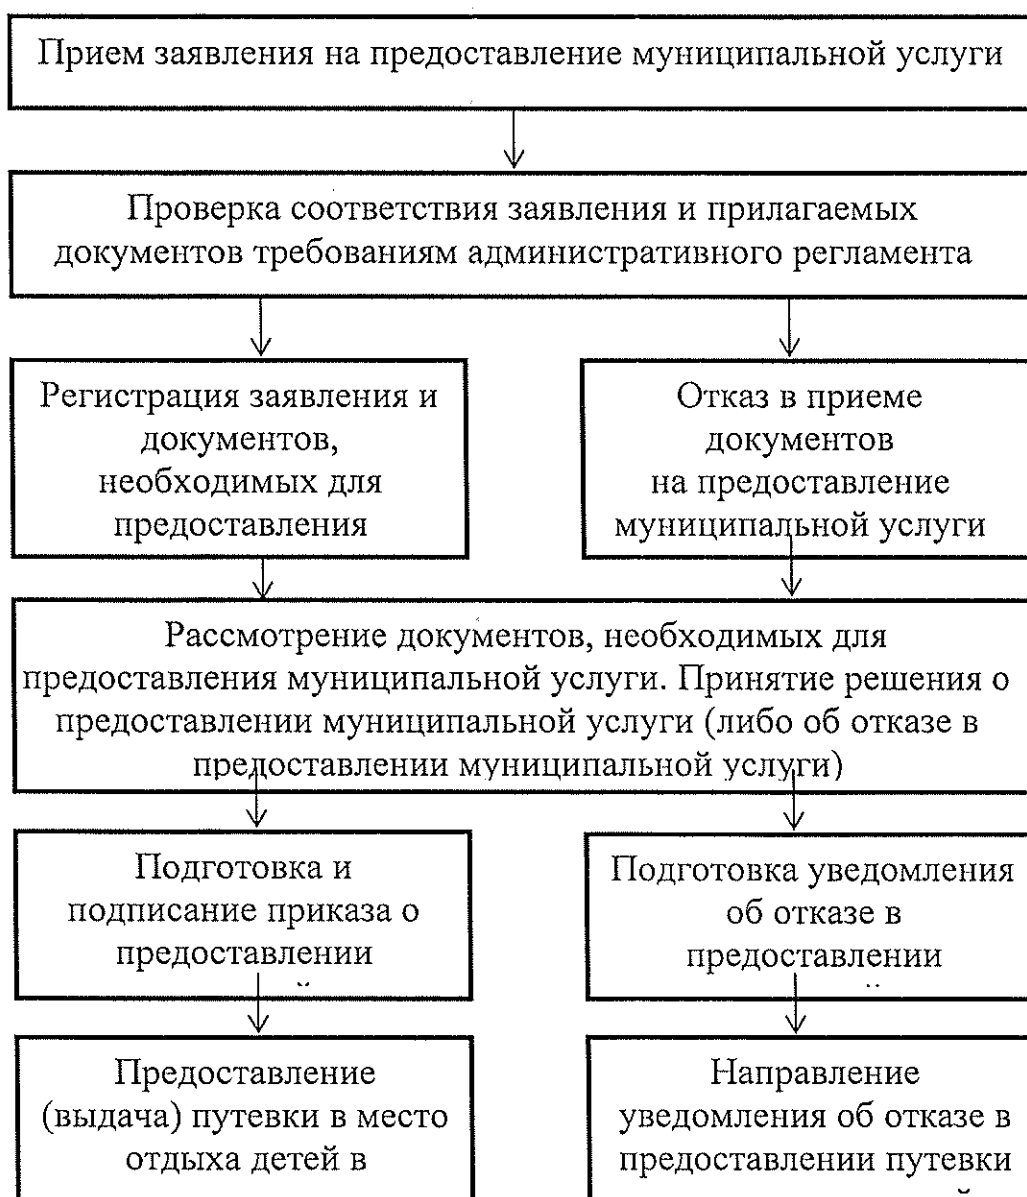 Прием заявления на предоставление муниципальной услуги
Проверка соответствия заявления и прилагаемых
документов требованиям административного регламента
Регистрация заявления и
документов,
необходимых для
предоставления
Отказ в приеме
документов
на предоставление
муниципальной услуги
Рассмотрение документов, необходимых для
предоставления муниципальной услуги. Принятие решения о
предоставлении муниципальной услуги (либо об отказе в
предоставлении муниципальной услуги)
Подготовка и
подписание приказа о
предоставлении
Подготовка уведомления
об отказе в
предоставлении
Предоставление
(выдача) путевки в место
отдыха детей в
Направление
уведомления об отказе в
предоставлении путевки